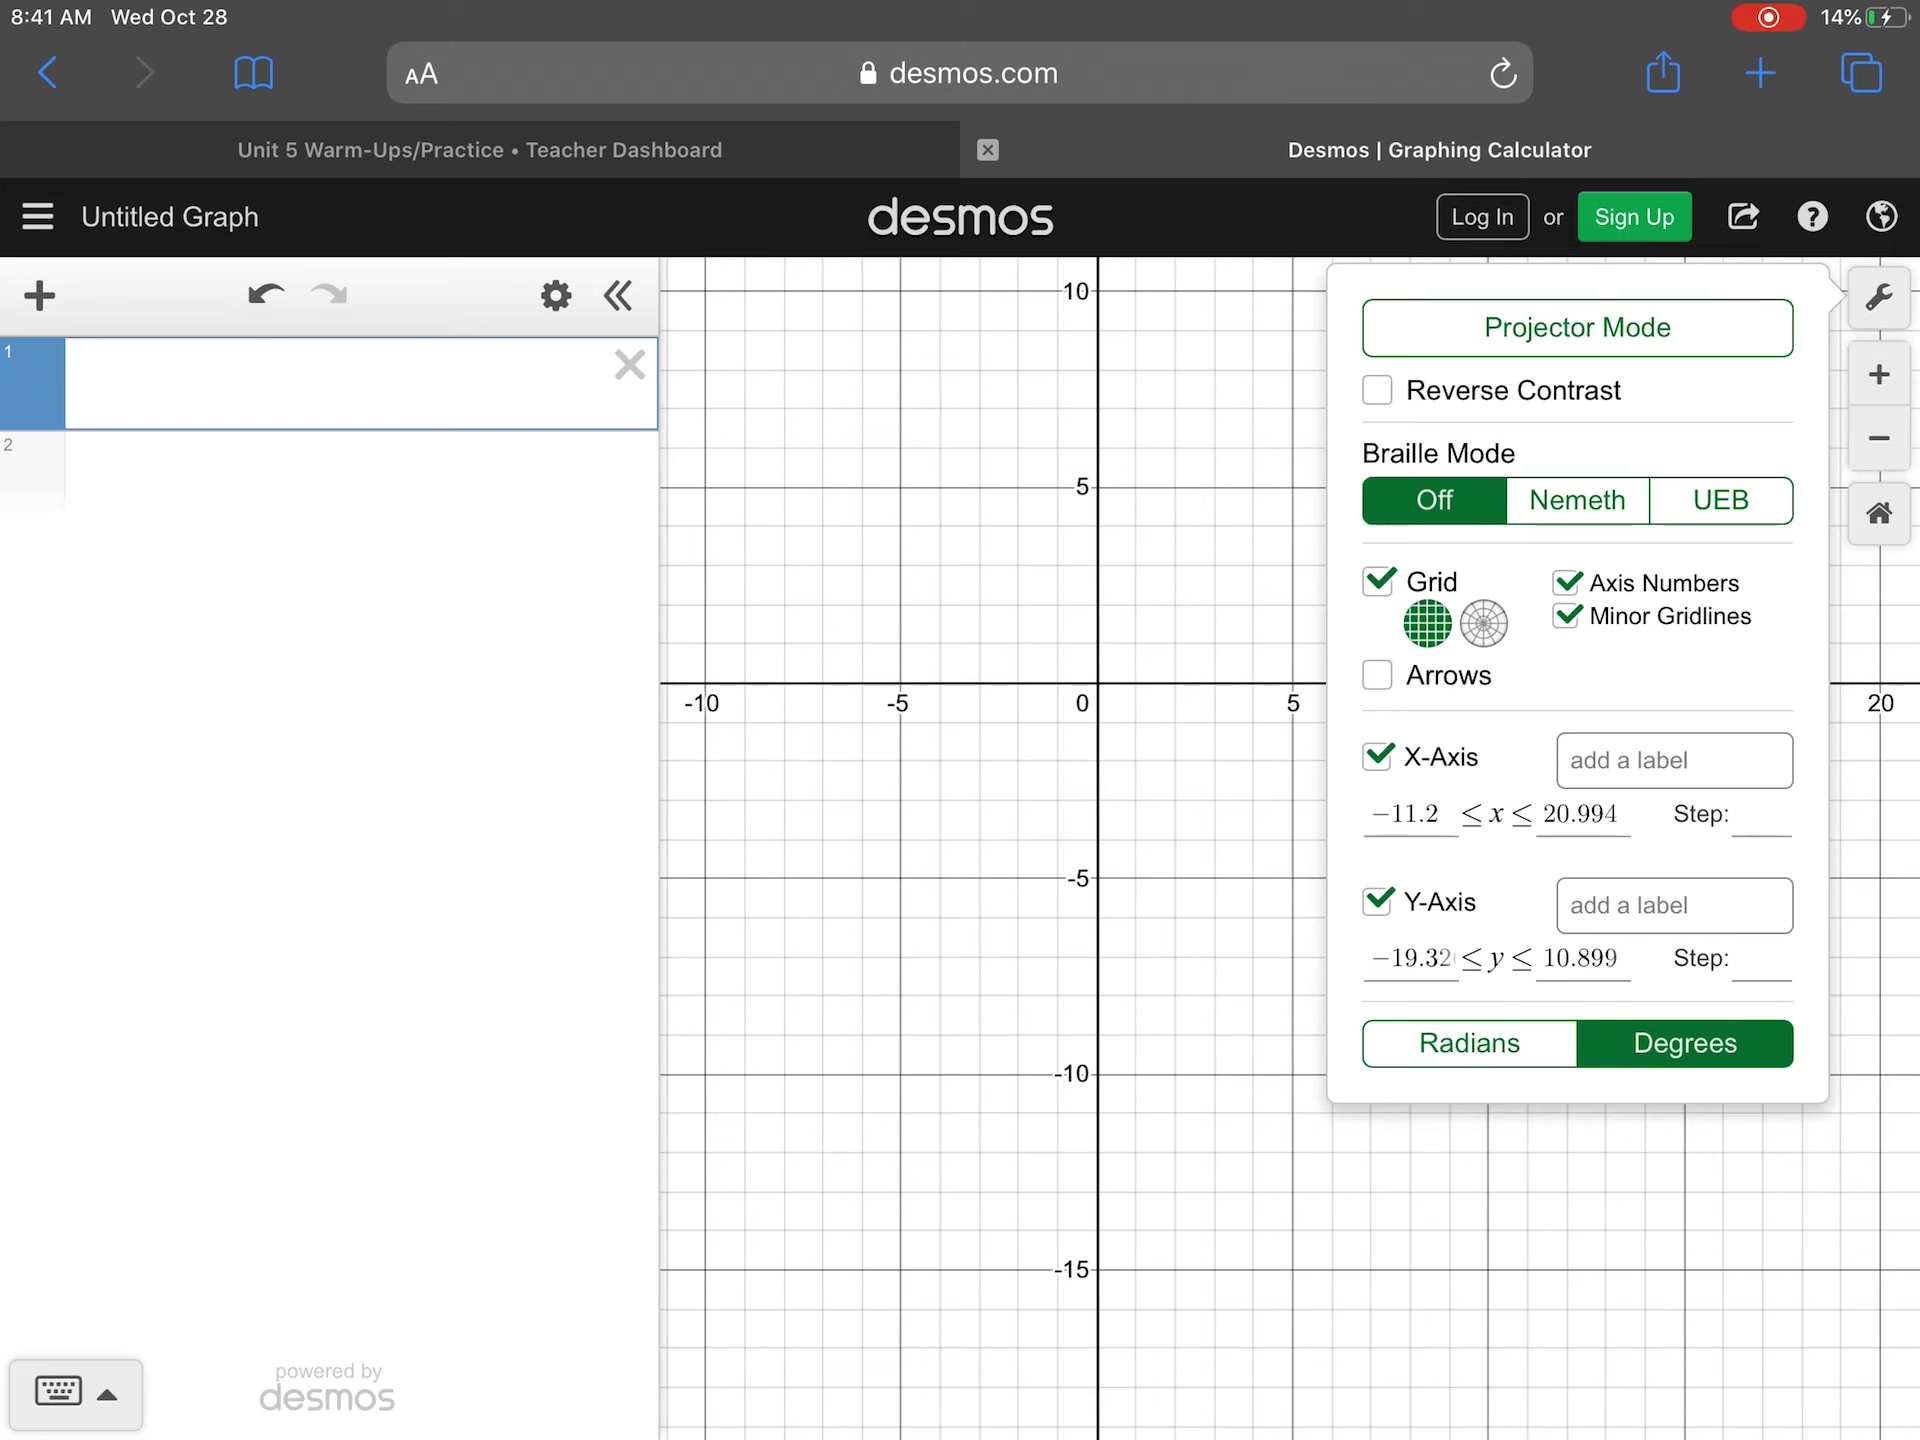 8:41 AM Wed Oct 28
14%
AA desmos.com
Unit 5 Warm-Ups/Practice • Teacher Dashboard
Desmos | Graphing Calculator
Untitled Graph
desmos
Log In or Sign Up
1
2
powered by
desmos
10
5
-10 -5 0 5 20
-5
-10
-15
Projector Mode
Reverse Contrast
Braille Mode
Off Nemeth UEB
Grid
Axis Numbers
Minor Gridlines
Arrows
X-Axis add a label
−11.2 ≤ x ≤ 20.994 Step:
Y-Axis add a label
−19.32 ≤ y ≤ 10.899 Step:
Radians Degrees